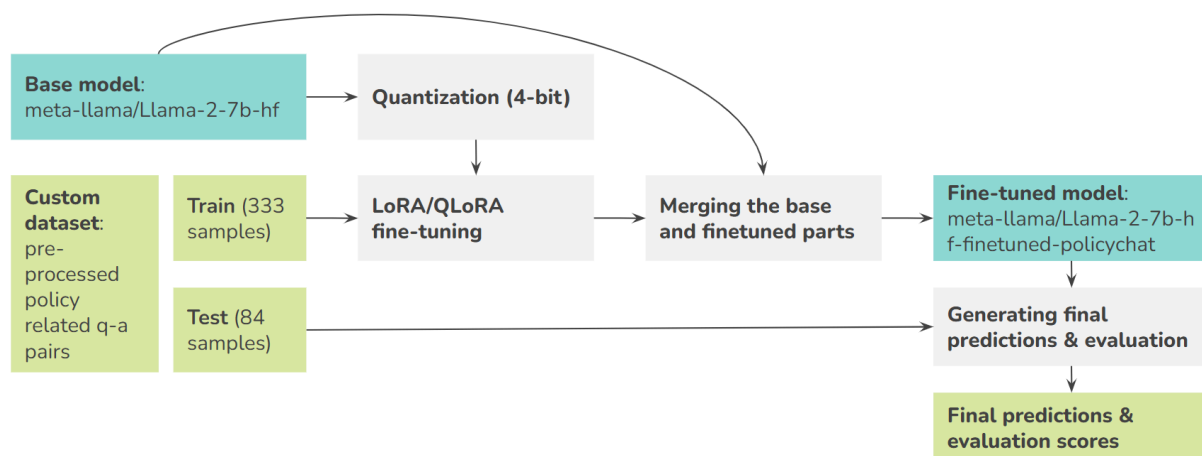 Base model:
meta-llama/Llama-2-7b-hf
Quantization (4-bit)
Custom
dataset:
pre-
processed
policy
related q-a
pairs
Train (333
samples)
LoRA/QLoRA
fine-tuning
Merging the base
and finetuned parts
Fine-tuned model:
meta-llama/Llama-2-7b-h
f-finetuned-policychat
Test (84
samples)
Generating final
predictions & evaluation
Final predictions &
evaluation scores